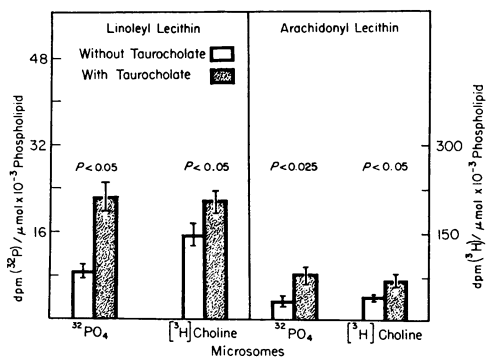 Linoleyl Lecithin Arachidonyl Lecithin
48
Without Taurocholate
With Taurocholate
32 300
P<0.05 P<0.05 P<0.025 P<0.05
16 150
dpm (³²P) / μmol x10⁻³ Phospholipid
dpm (³H)/ μmol x10⁻³ Phospholipid
³²PO₄ [³H]Choline ³²PO₄ [³H]Choline
Microsomes